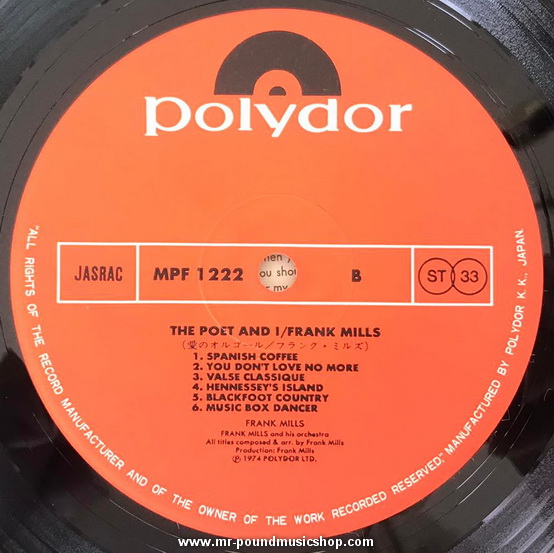 polydor
JASRAC
MPF 1222
B
ST 33
THE POET AND I/FRANK MILLS
(愛のオルゴール/フランク・ミルズ)
1. SPANISH COFFEE
2. YOU DON'T LOVE NO MORE
3. VALSE CLASSIQUE
4. HENNESSEY'S ISLAND
5. BLACKFOOT COUNTRY
6. MUSIC BOX DANCER
FRANK MILLS
FRANK MILLS and his orchestra
All titles composed & arr. by Frank Mills
Production: Frank Mills
Ⓟ 1974 POLYDOR LTD.
"ALL RIGHTS OF THE RECORD MANUFACTURER AND OF THE OWNER OF THE WORK RECORDED RESERVED." MANUFACTURED BY POLYDOR K.K., JAPAN.
www.mr-poundmusicshop.com